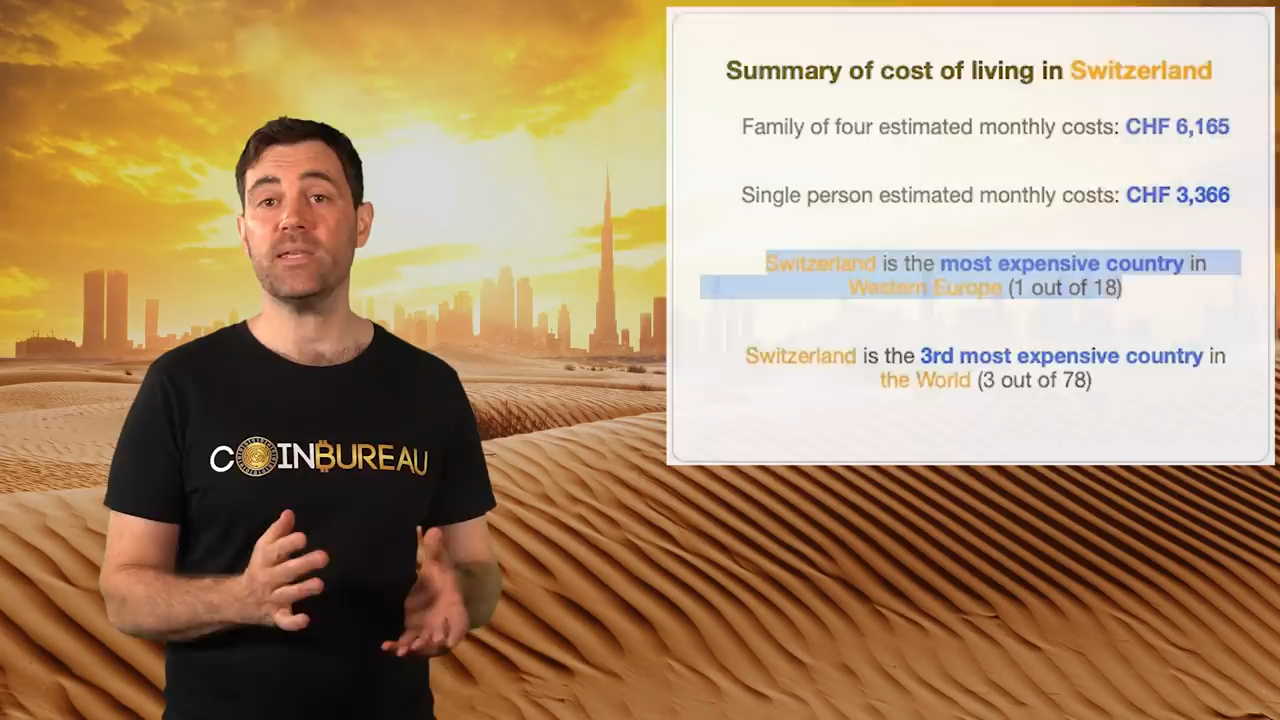 Summary of cost of living in Switzerland
Family of four estimated monthly costs: CHF 6,165
Single person estimated monthly costs: CHF 3,366
Switzerland is the most expensive country in
Western Europe (1 out of 18)
Switzerland is the 3rd most expensive country in
the World (3 out of 78)
COINBUREAU